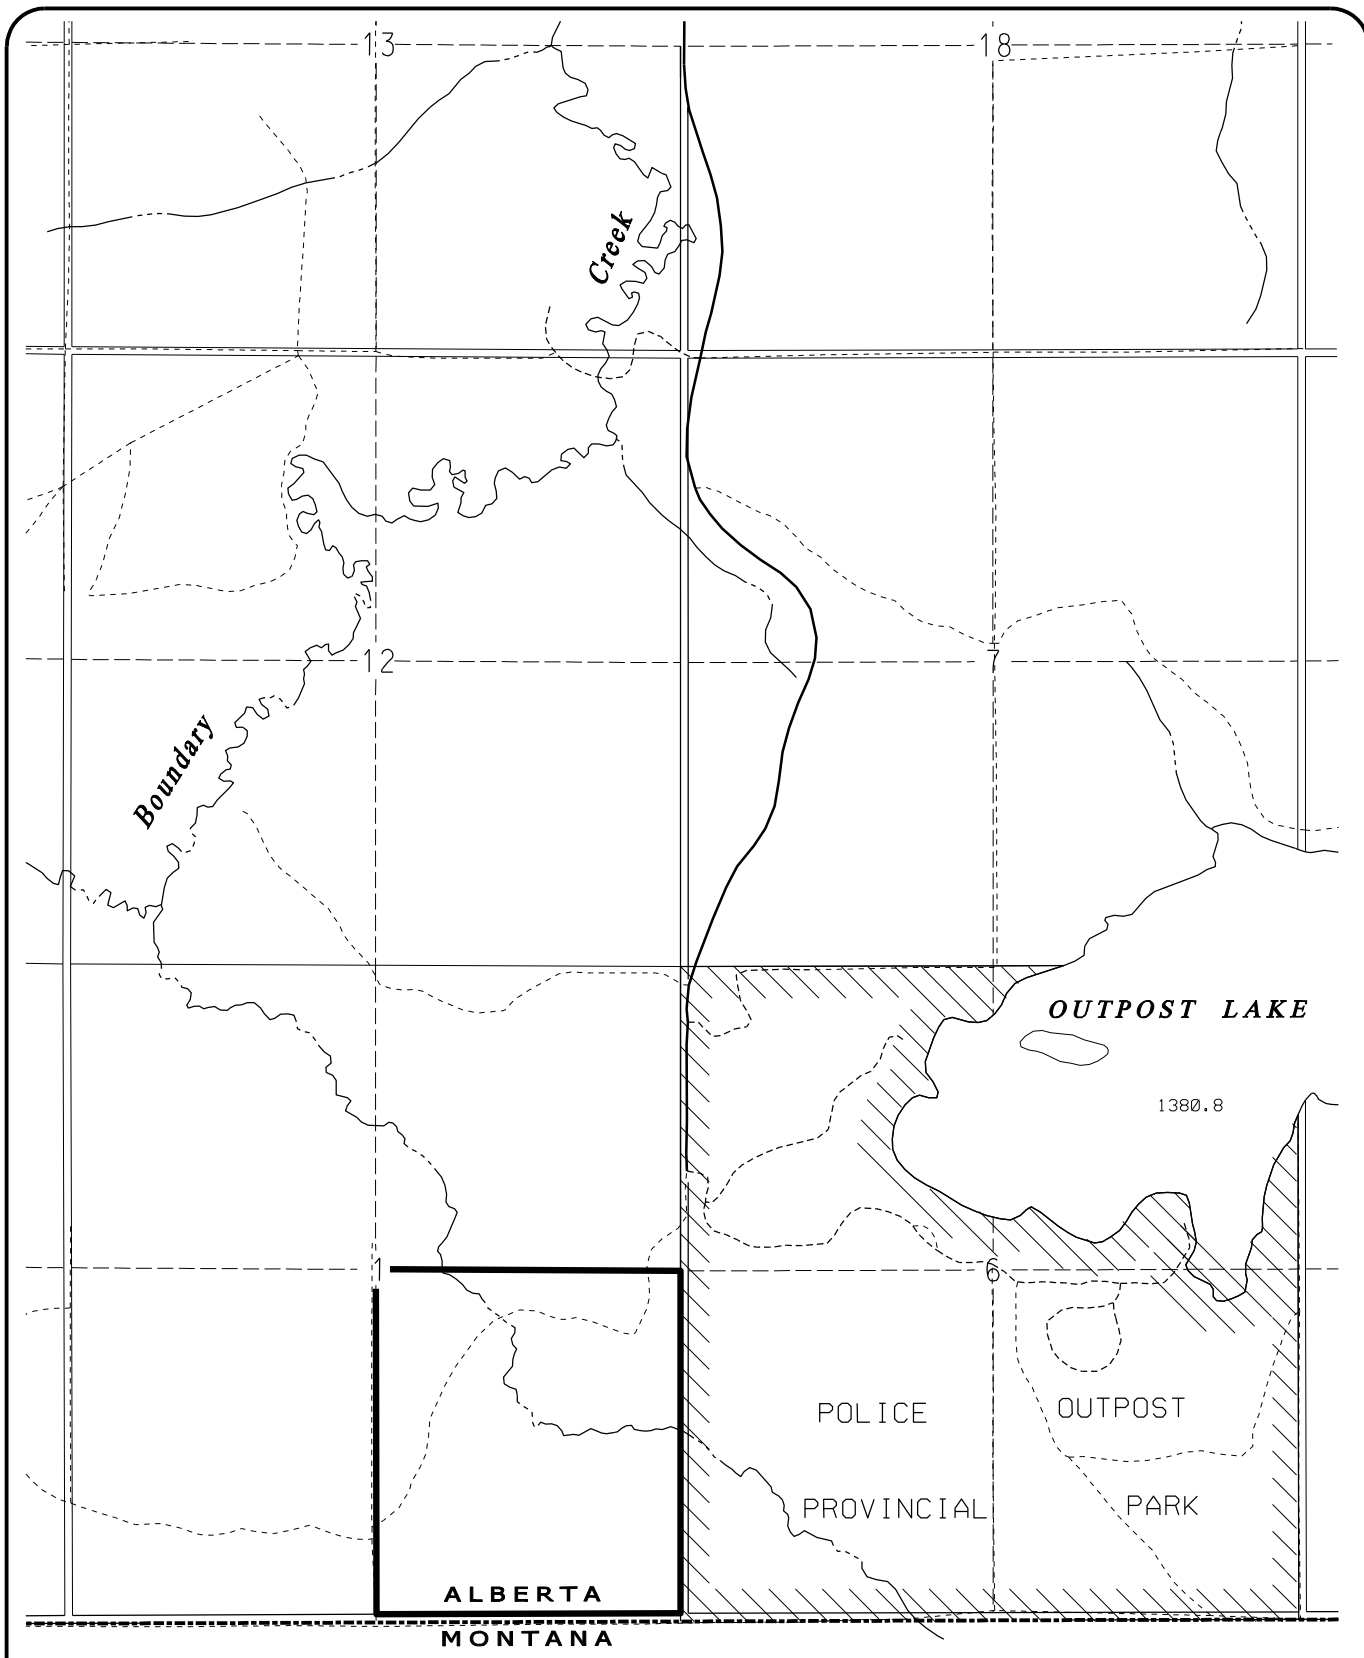 13
18
Creek
12
7
Boundary
OUTPOST LAKE
1380.8
1
6
POLICE
OUTPOST
PROVINCIAL
PARK
ALBERTA
MONTANA